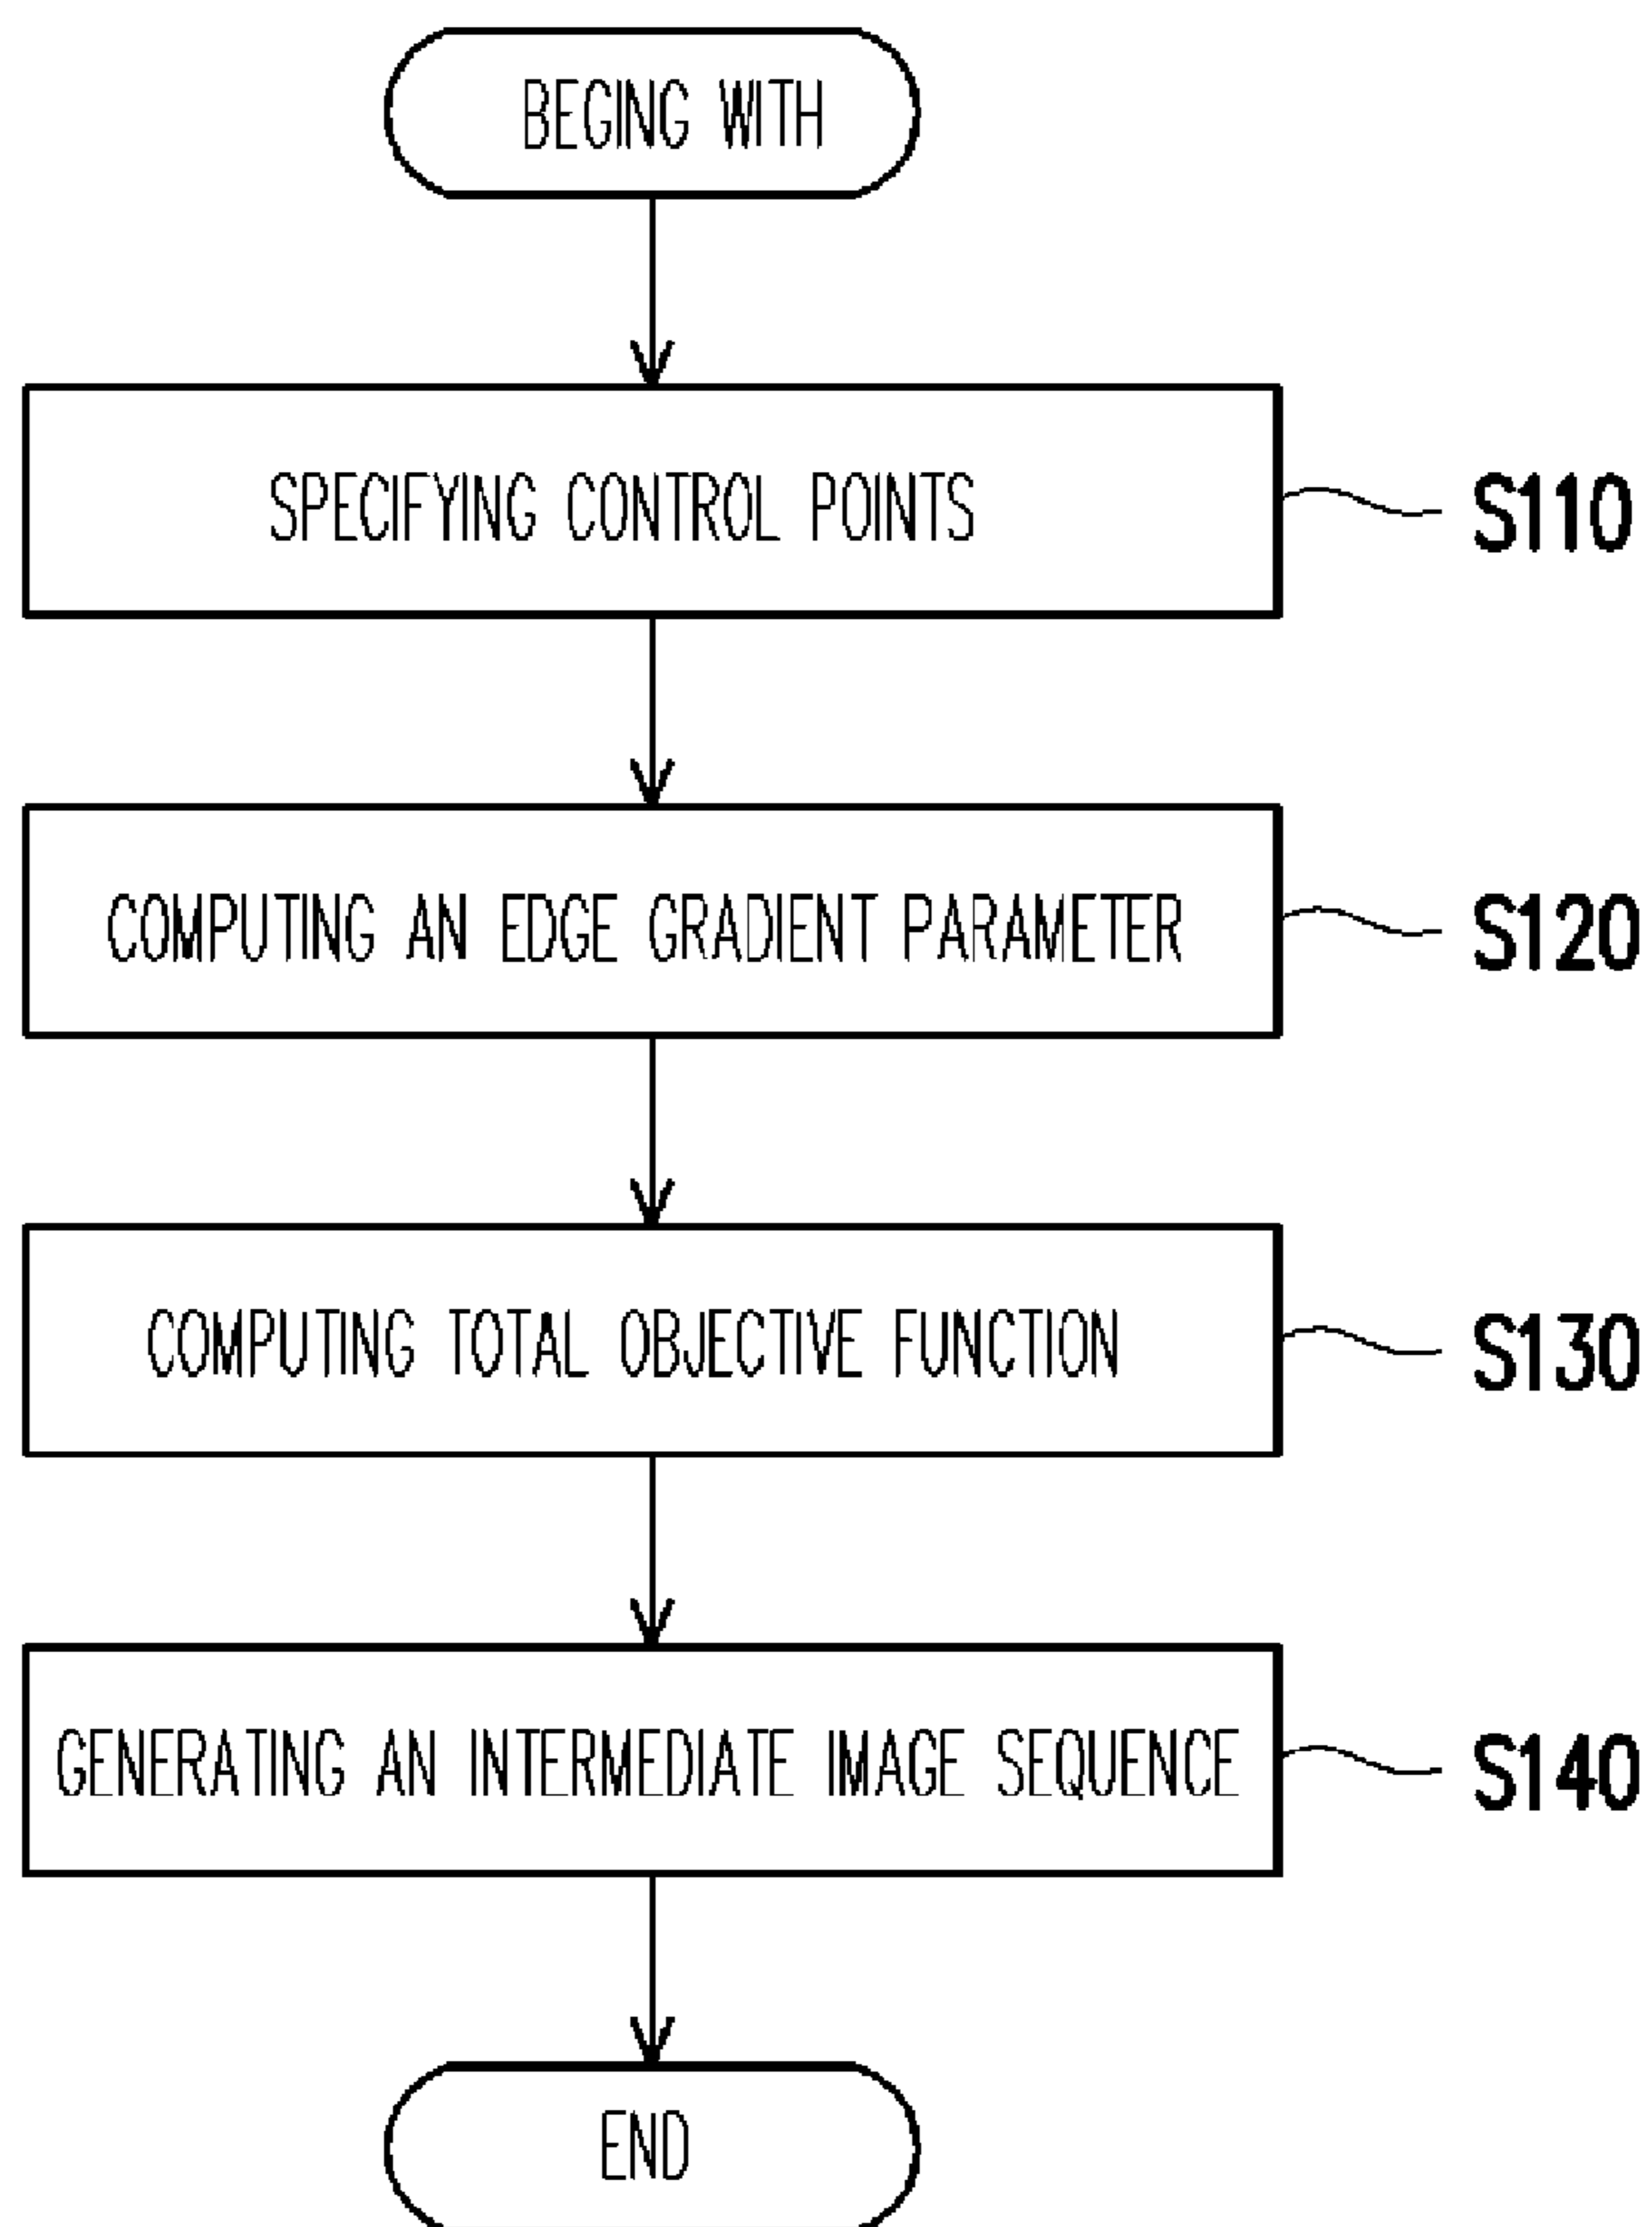 BEGING WITH
SPECIFYING CONTROL POINTS
S110
COMPUTING AN EDGE GRADIENT PARAMETER
S120
COMPUTING TOTAL OBJECTIVE FUNCTION
S130
GENERATING AN INTERMEDIATE IMAGE SEQUENCE
S140
END